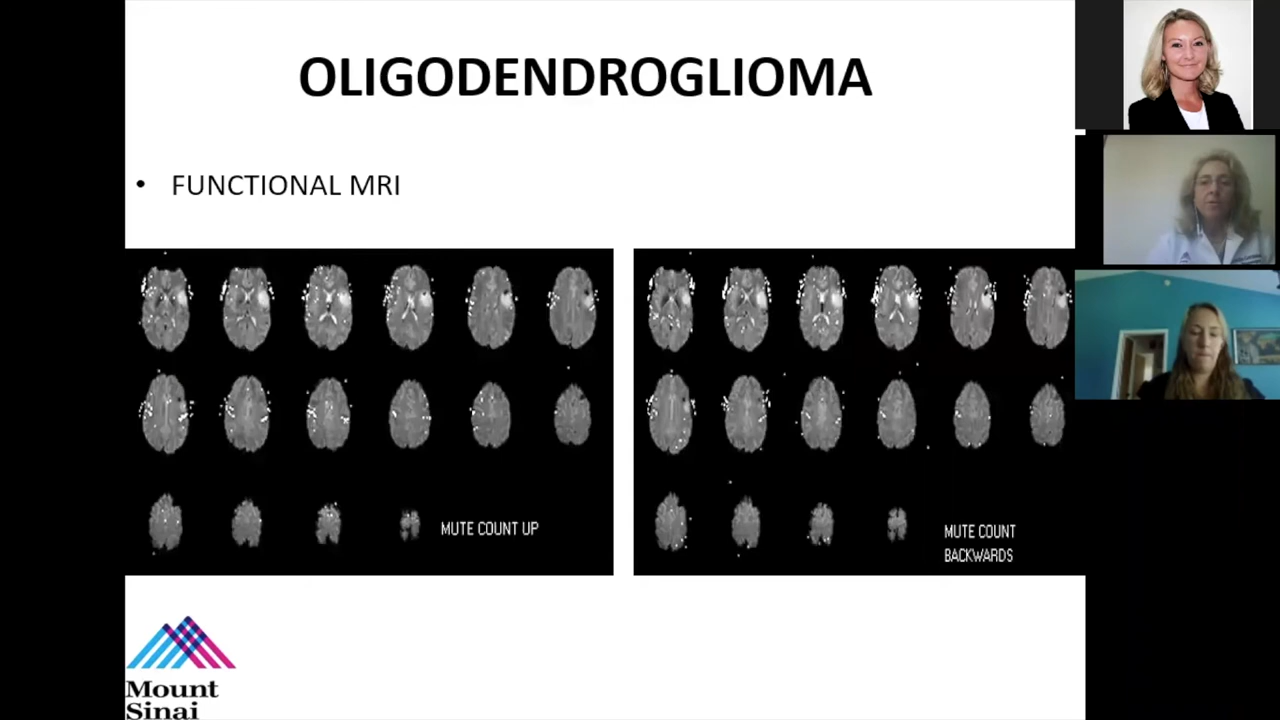 OLIGODENDROGLIOMA
• FUNCTIONAL MRI
MUTE COUNT UP
MUTE COUNT
BACKWARDS
Mount
Sinai